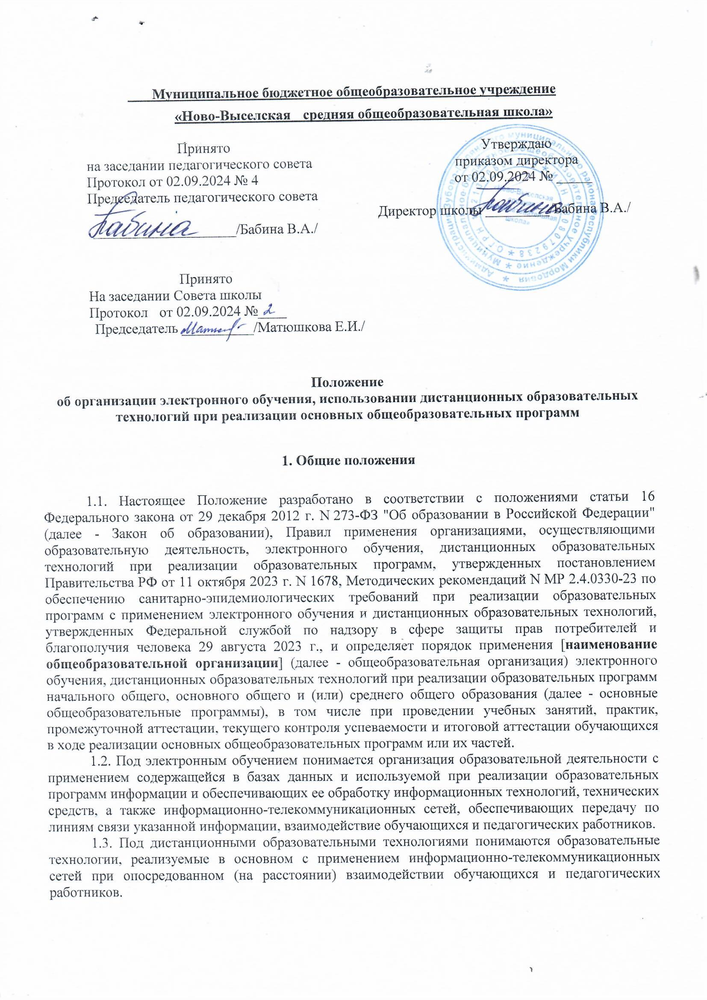 Муниципальное бюджетное общеобразовательное учреждение
«Ново-Выселская средняя общеобразовательная школа»
Принято
на заседании педагогического совета
Протокол от 02.09.2024 № 4
Председатель педагогического совета
Бабина /Бабина В.А./
Утверждаю
приказом директора
от 02.09.2024 № _____
Директор школы /Бабина В.А./
Принято
На заседании Совета школы
Протокол от 02.09.2024 № 2
Председатель /Матюшкова Е.И./
Положение
об организации электронного обучения, использовании дистанционных образовательных
технологий при реализации основных общеобразовательных программ
1. Общие положения
1.1. Настоящее Положение разработано в соответствии с положениями статьи 16
Федерального закона от 29 декабря 2012 г. N 273-ФЗ "Об образовании в Российской Федерации"
(далее - Закон об образовании), Правил применения организациями, осуществляющими
образовательную деятельность, электронного обучения, дистанционных образовательных
технологий при реализации образовательных программ, утвержденных постановлением
Правительства РФ от 11 октября 2023 г. N 1678, Методических рекомендаций N МР 2.4.0330-23 по
обеспечению санитарно-эпидемиологических требований при реализации образовательных
программ с применением электронного обучения и дистанционных образовательных технологий,
утвержденных Федеральной службой по надзору в сфере защиты прав потребителей и
благополучия человека 29 августа 2023 г., и определяет порядок применения [наименование
общеобразовательной организации] (далее - общеобразовательная организация) электронного
обучения, дистанционных образовательных технологий при реализации образовательных программ
начального общего, основного общего и (или) среднего общего образования (далее - основные
общеобразовательные программы), в том числе при проведении учебных занятий, практик,
промежуточной аттестации, текущего контроля успеваемости и итоговой аттестации обучающихся
в ходе реализации основных общеобразовательных программ или их частей.
1.2. Под электронным обучением понимается организация образовательной деятельности с
применением содержащейся в базах данных и используемой при реализации образовательных
программ информации и обеспечивающих ее обработку информационных технологий, технических
средств, а также информационно-телекоммуникационных сетей, обеспечивающих передачу по
линиям связи указанной информации, взаимодействие обучающихся и педагогических работников.
1.3. Под дистанционными образовательными технологиями понимаются образовательные
технологии, реализуемые в основном с применением информационно-телекоммуникационных
сетей при опосредованном (на расстоянии) взаимодействии обучающихся и педагогических
работников.